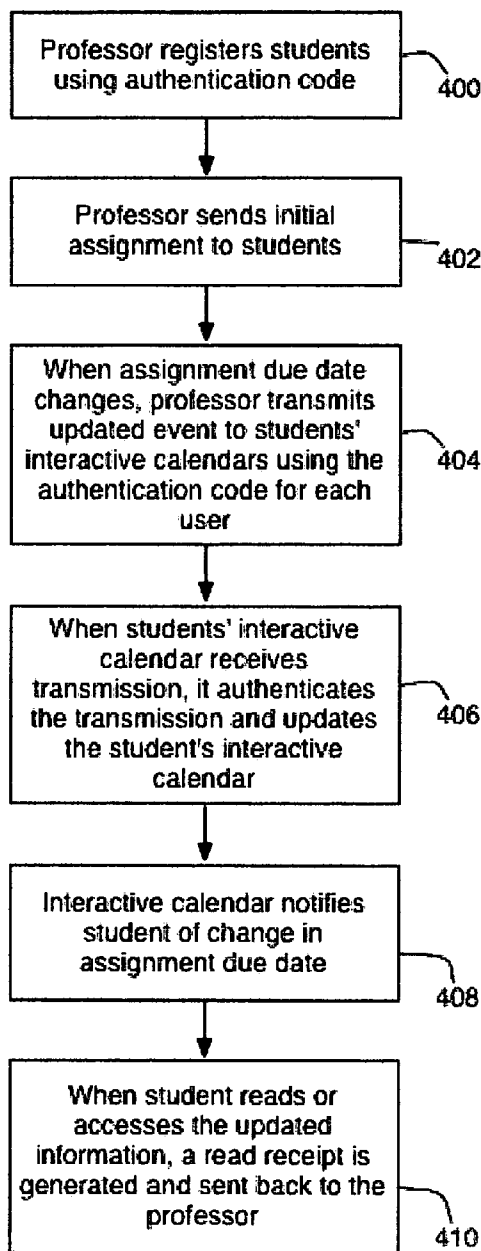 Professor registers students
using authentication code
400
Professor sends initial
assignment to students
402
When assignment due date
changes, professor transmits
updated event to students'
interactive calendars using the
authentication code for each
user
404
When students' interactive
calendar receives
transmission, it authenticates
the transmission and updates
the student's interactive
calendar
406
Interactive calendar notifies
student of change in
assignment due date
408
When student reads or
accesses the updated
information, a read receipt is
generated and sent back to the
professor
410